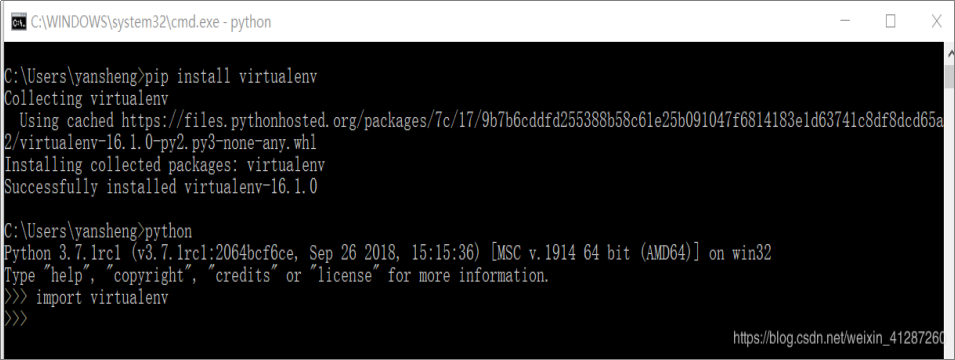 C:\WINDOWS\system32\cmd.exe - python
C:\Users\yansheng>pip install virtualenv
Collecting virtualenv
Using cached https://files.pythonhosted.org/packages/7c/17/9b7b6cddfd255388b58c61e25b091047f6814183e1d63741c8df8dcd65a
2/virtualenv-16.1.0-py2.py3-none-any.whl
Installing collected packages: virtualenv
Successfully installed virtualenv-16.1.0
C:\Users\yansheng>python
Python 3.7.1rc1 (v3.7.1rc1:2064bcf6ce, Sep 26 2018, 15:15:36) [MSC v.1914 64 bit (AMD64)] on win32
Type "help", "copyright", "credits" or "license" for more information.
>>> import virtualenv
>>>
https://blog.csdn.net/weixin_41287260